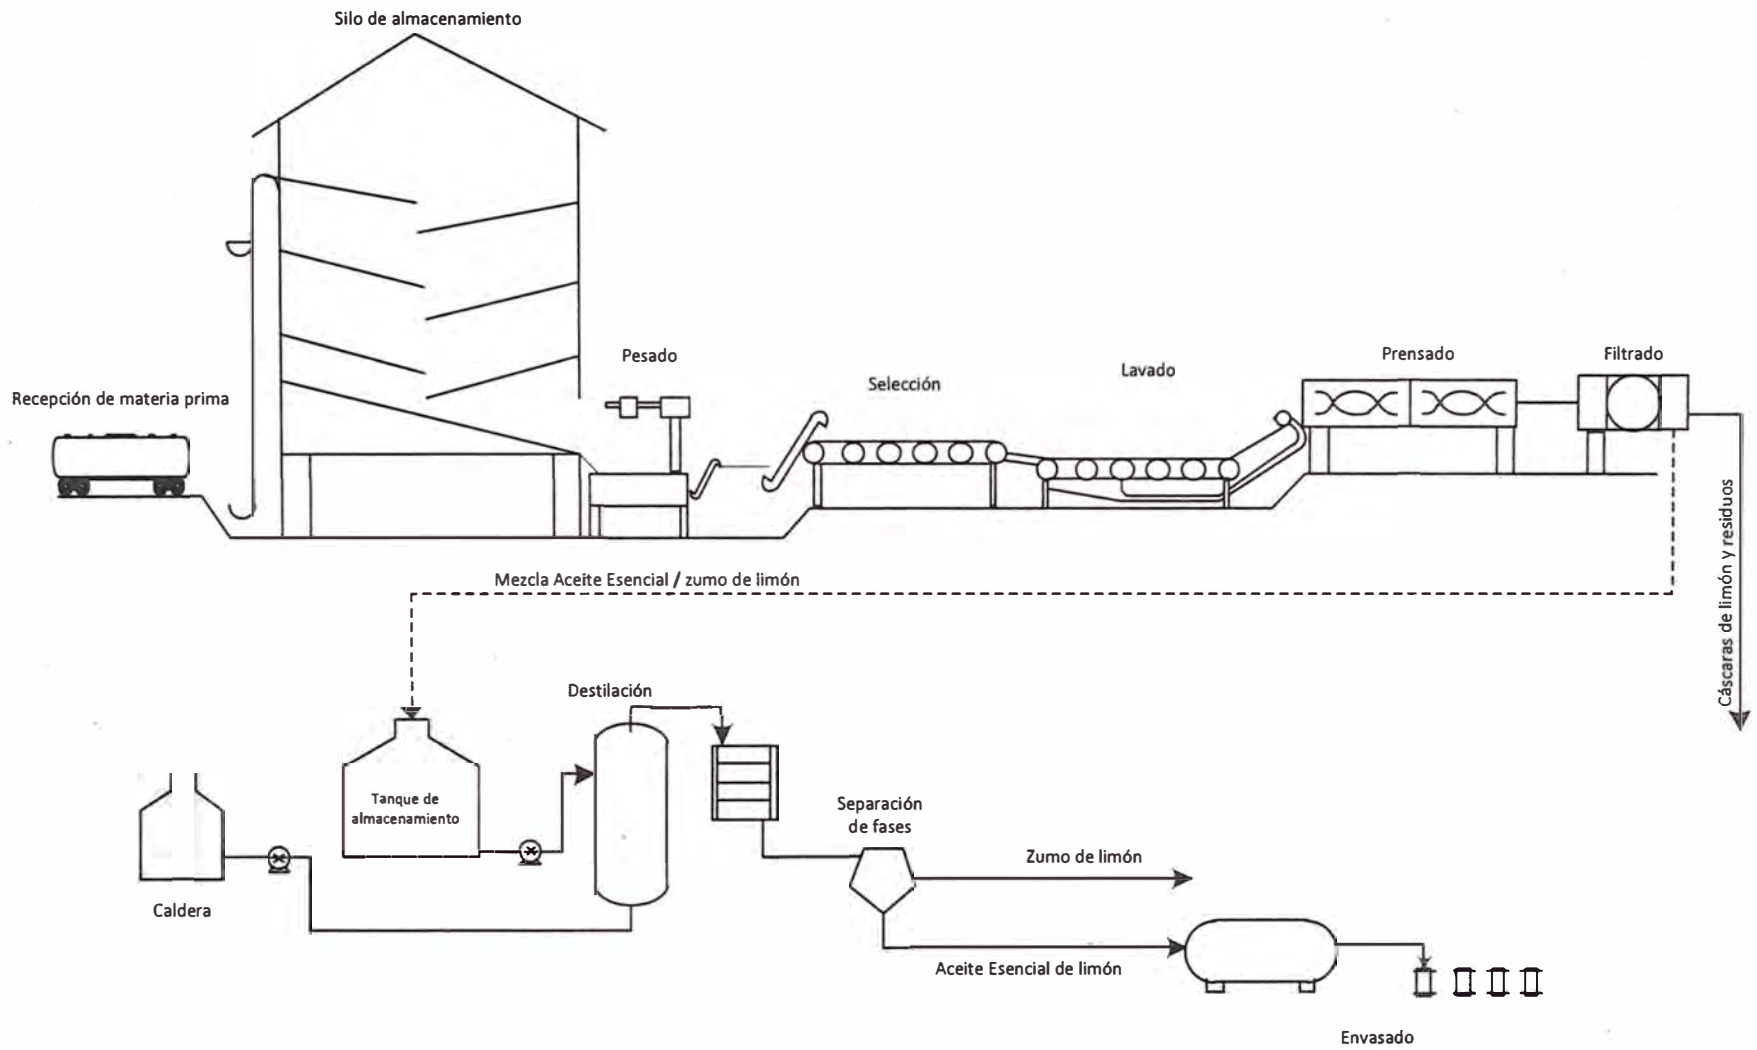 Silo de almacenamiento
Pesado
Prensado
Filtrado
Lavado
Selección
Recepción de materia prima
Mezcla Aceite Esencial / zumo de limón
Cáscaras de limón y residuos
Destilación
Tanque de
almacenamiento
Separación
de fases
Zumo de limón
Caldera
Aceite Esencial de limón
Envasado